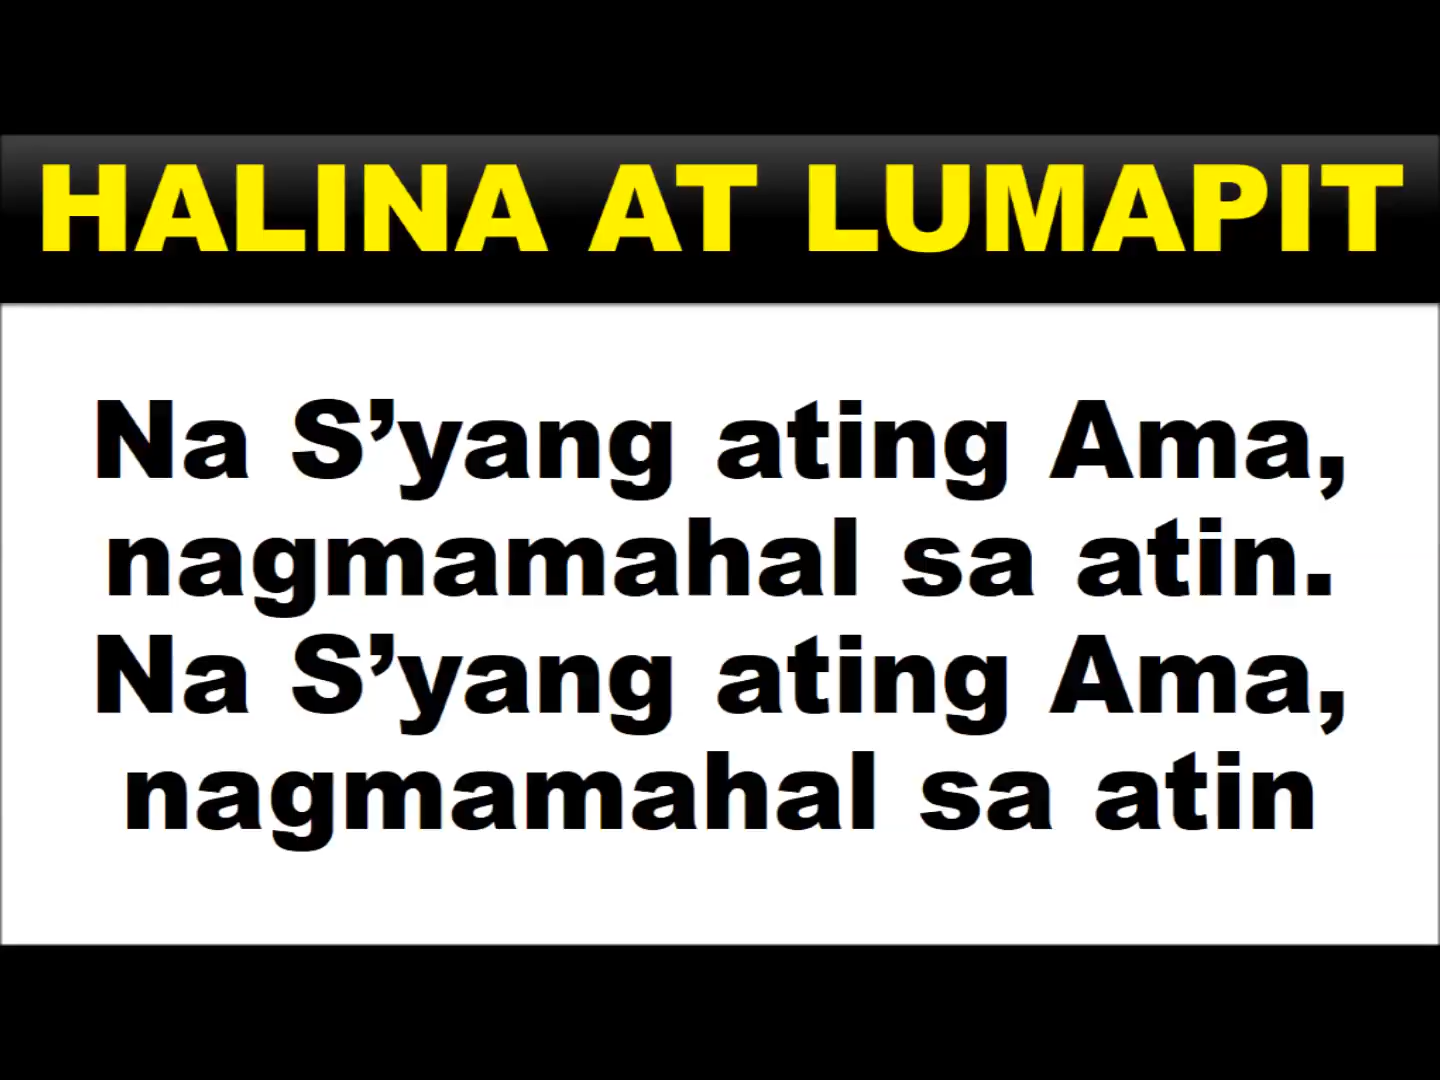 HALINA AT LUMAPIT
Na S’yang ating Ama,
nagmamahal sa atin.
Na S’yang ating Ama,
nagmamahal sa atin